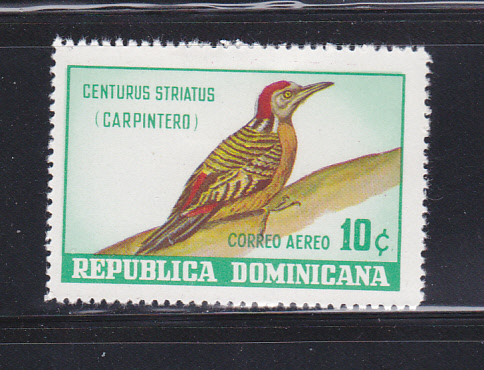 CENTURUS STRIATUS
(CARPINTERO)
CORREO AEREO 10¢
REPUBLICA DOMINICANA